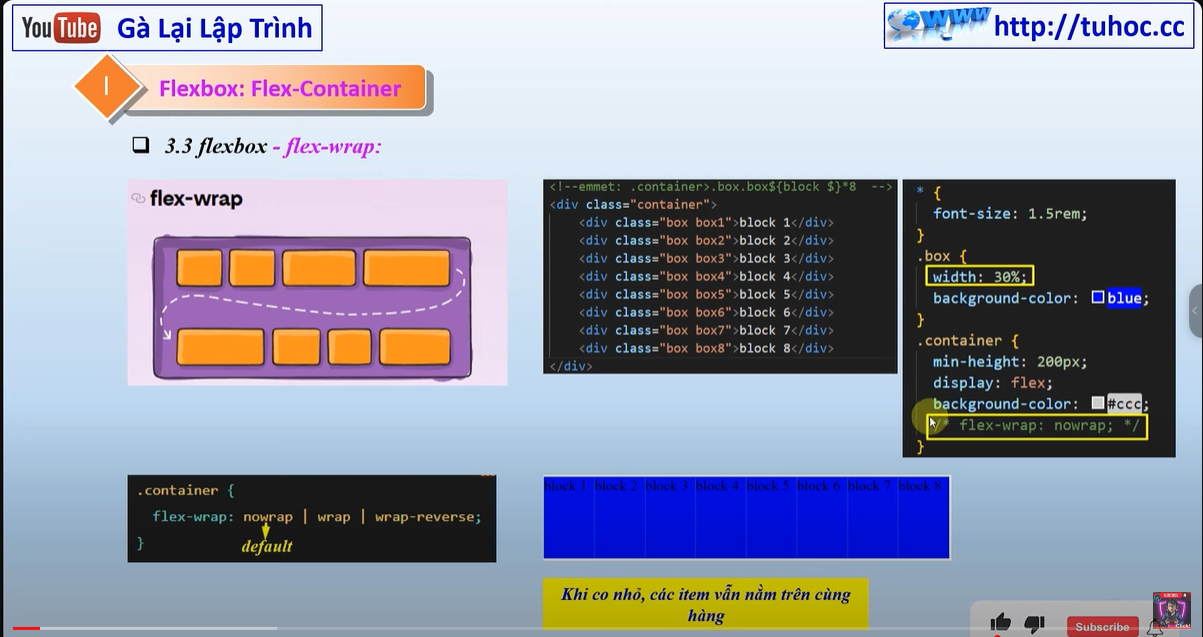 YouTube Gà Lại Lập Trình
WWW http://tuhoc.cc
I
Flexbox: Flex-Container
3.3 flexbox - flex-wrap:
flex-wrap
<!--emmet: .container>.box.box${block $}*8 -->
<div class="container">
<div class="box box1">block 1</div>
<div class="box box2">block 2</div>
<div class="box box3">block 3</div>
<div class="box box4">block 4</div>
<div class="box box5">block 5</div>
<div class="box box6">block 6</div>
<div class="box box7">block 7</div>
<div class="box box8">block 8</div>
</div>
* {
font-size: 1.5rem;
}
.box {
width: 30%;
background-color: blue;
}
.container {
min-height: 200px;
display: flex;
background-color: #ccc;
/* flex-wrap: nowrap; */
}
.container {
flex-wrap: nowrap | wrap | wrap-reverse;
}
default
block 1 block 2 block 3 block 4 block 5 block 6 block 7 block 8
Khi co nhỏ, các item vẫn nằm trên cùng
hàng
Subscribe